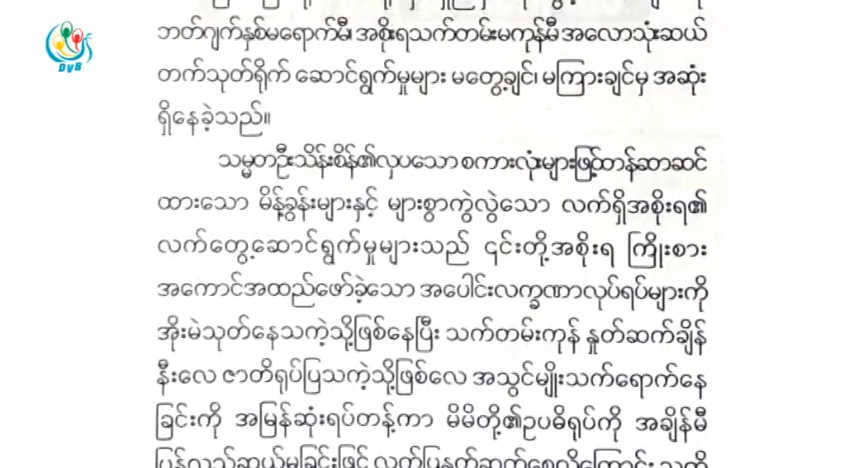 DVB
ဘတ်ဂျက်နှစ်မရောက်မီ၊ အစိုးရသက်တမ်းမကုန်မီ အလောသုံးဆယ်
တက်သုတ်ရိုက် ဆောင်ရွက်မှုများ မတွေ့ချင်၊ မကြားချင်မှ အဆုံး
ရှိနေခဲ့သည်။
သမ္မတဦးသိန်းစိန်၏လှပသော စကားလုံးများဖြင့်တန်ဆာဆင်
ထားသော မိန့်ခွန်းများနှင့် များစွာကွဲလွဲသော လက်ရှိအစိုးရ၏
လက်တွေ့ဆောင်ရွက်မှုများသည် ၎င်းတို့အစိုးရ ကြိုးစား
အကောင်အထည်ဖော်ခဲ့သော အပေါင်းလက္ခဏာလုပ်ရပ်များကို
အိုးမဲသုတ်နေသကဲ့သို့ဖြစ်နေပြီး သက်တမ်းကုန် နှုတ်ဆက်ချိန်
နီးလေ ဇာတိရုပ်ပြသကဲ့သို့ဖြစ်လေ အသွင်မျိုးသက်ရောက်နေ
ခြင်းကို အမြန်ဆုံးရပ်တန့်ကာ မိမိတို့၏ဥပဓိရုပ်ကို အချိန်မီ